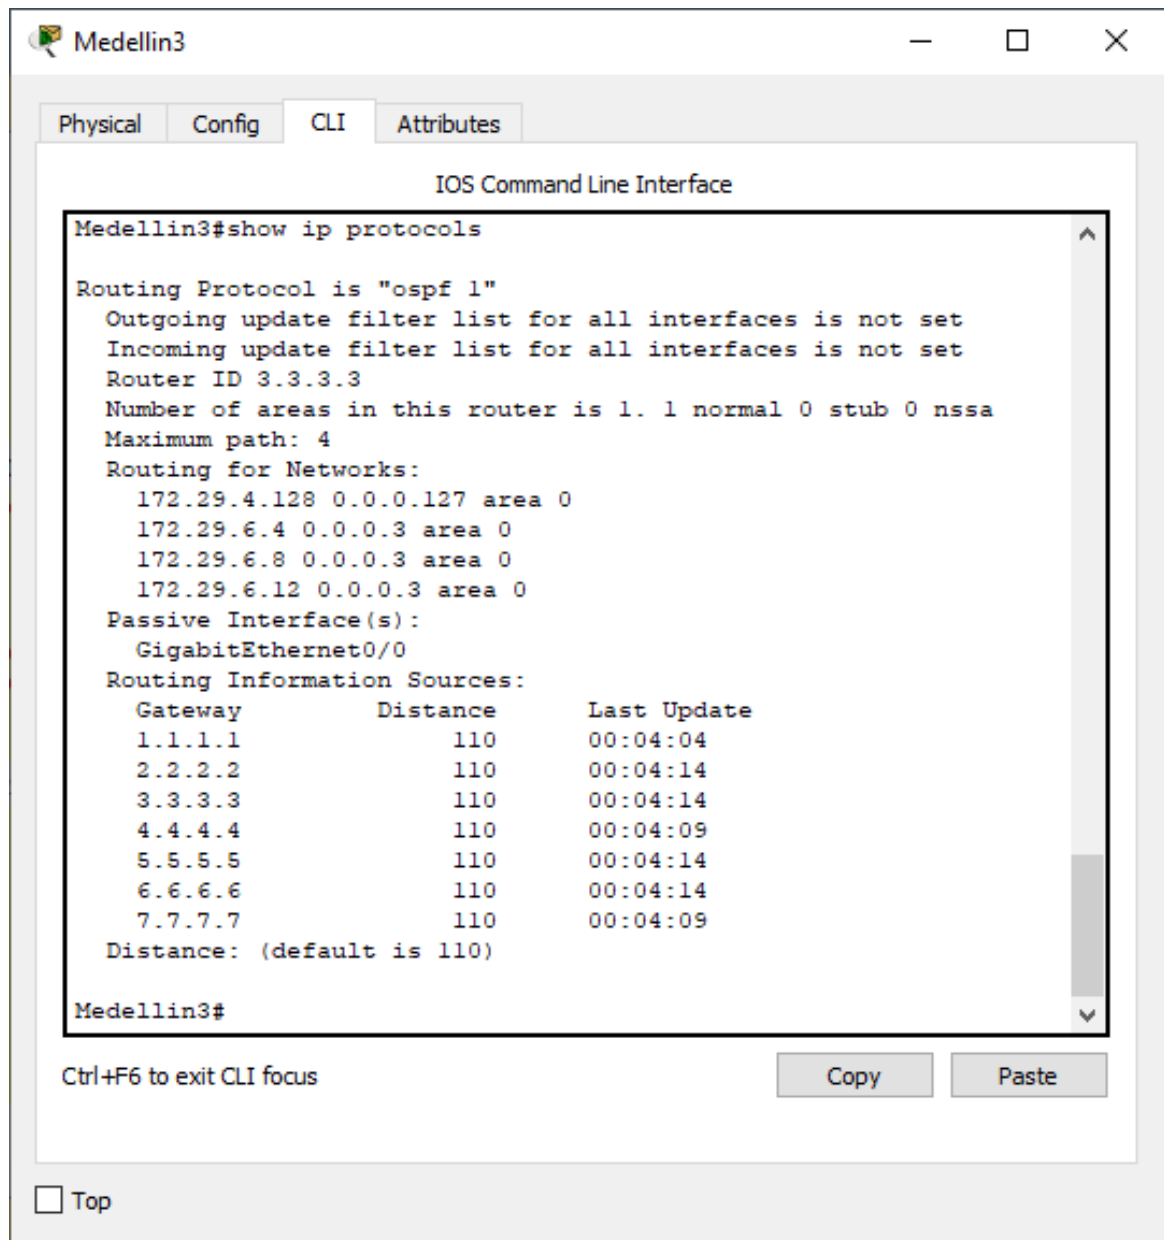 Medellin3
Physical Config CLI Attributes
IOS Command Line Interface
Medellin3#show ip protocols
Routing Protocol is "ospf 1"
Outgoing update filter list for all interfaces is not set
Incoming update filter list for all interfaces is not set
Router ID 3.3.3.3
Number of areas in this router is 1. 1 normal 0 stub 0 nssa
Maximum path: 4
Routing for Networks:
172.29.4.128 0.0.0.127 area 0
172.29.6.4 0.0.0.3 area 0
172.29.6.8 0.0.0.3 area 0
172.29.6.12 0.0.0.3 area 0
Passive Interface(s):
GigabitEthernet0/0
Routing Information Sources:
Gateway Distance Last Update
1.1.1.1 110 00:04:04
2.2.2.2 110 00:04:14
3.3.3.3 110 00:04:14
4.4.4.4 110 00:04:09
5.5.5.5 110 00:04:14
6.6.6.6 110 00:04:14
7.7.7.7 110 00:04:09
Distance: (default is 110)
Medellin3#
Ctrl+F6 to exit CLI focus Copy Paste
Top